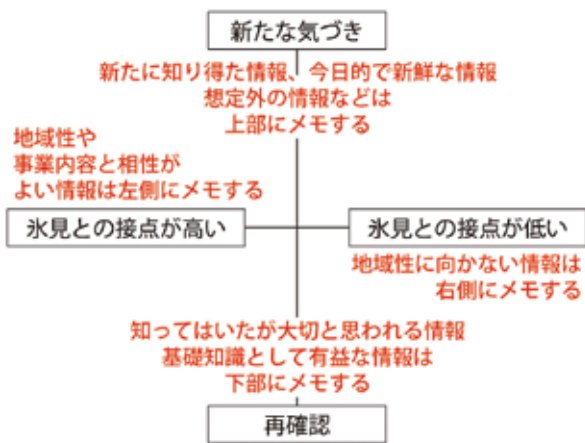 新たな気づき
新たに知り得た情報、今日的で新鮮な情報
想定外の情報などは
上部にメモする
地域性や
事業内容と相性が
よい情報は左側にメモする
氷見との接点が高い
氷見との接点が低い
地域性に向かない情報は
右側にメモする
知ってはいたが大切と思われる情報
基礎知識として有益な情報は
下部にメモする
再確認